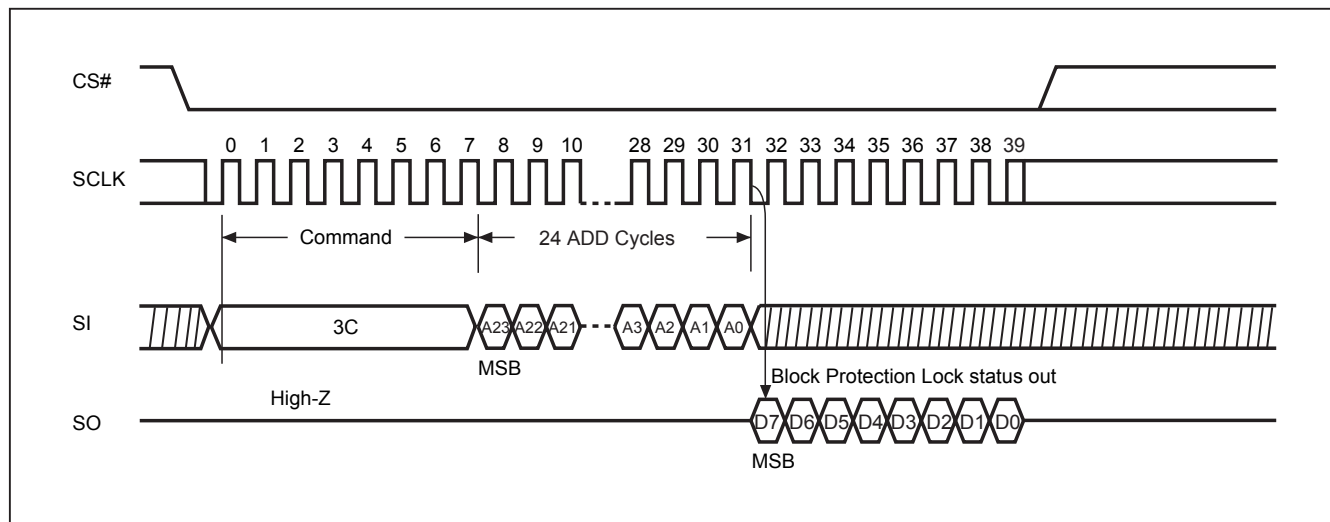 CS#
0 1 2 3 4 5 6 7 8 9 10 28 29 30 31 32 33 34 35 36 37 38 39
SCLK
Command 24 ADD Cycles
SI 3C A23 A22 A21 A3 A2 A1 A0
MSB
Block Protection Lock status out
High-Z
SO D7 D6 D5 D4 D3 D2 D1 D0
MSB